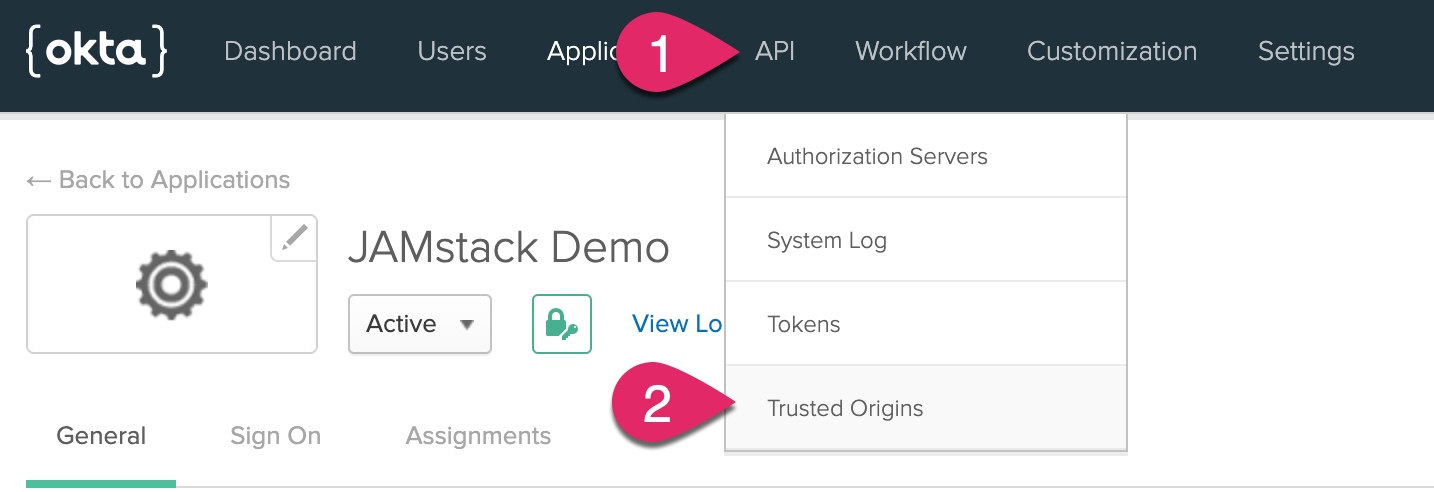 {okta} Dashboard Users Applic 1 API Workflow Customization Settings
Authorization Servers
← Back to Applications
JAMstack Demo
System Log
Active View Lo
Tokens
2 Trusted Origins
General Sign On Assignments